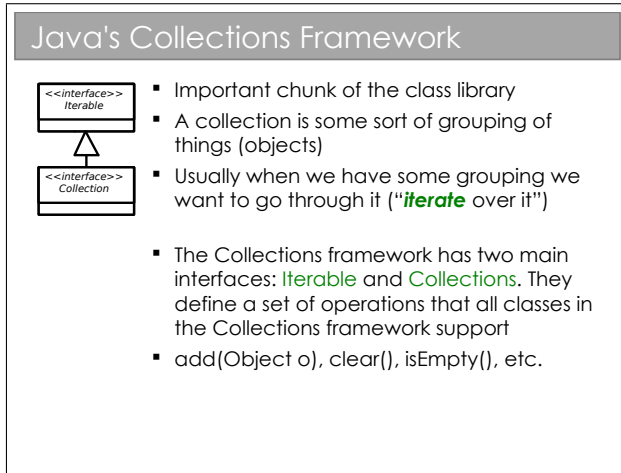 Java's Collections Framework
<<interface>>
Iterable
<<interface>>
Collection
▪ Important chunk of the class library
▪ A collection is some sort of grouping of
things (objects)
▪ Usually when we have some grouping we
want to go through it (“iterate over it”)
▪ The Collections framework has two main
interfaces: Iterable and Collections. They
define a set of operations that all classes in
the Collections framework support
▪ add(Object o), clear(), isEmpty(), etc.